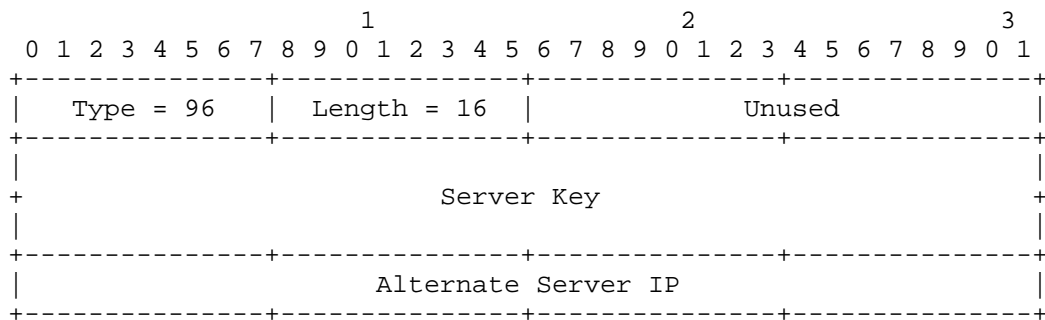 1 2 3
0 1 2 3 4 5 6 7 8 9 0 1 2 3 4 5 6 7 8 9 0 1 2 3 4 5 6 7 8 9 0 1
+---------------+---------------+---------------+---------------+
| Type = 96 | Length = 16 | Unused |
+---------------+---------------+---------------+---------------+
| |
+ Server Key +
| |
+---------------+---------------+---------------+---------------+
| Alternate Server IP |
+---------------+---------------+---------------+---------------+